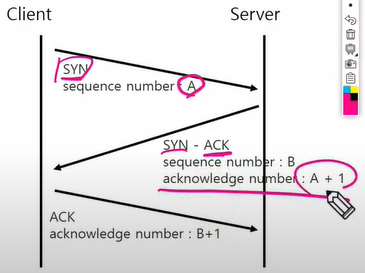 Client
Server
SYN
sequence number A
SYN - ACK
sequence number : B
acknowledge number : A + 1
ACK
acknowledge number : B+1